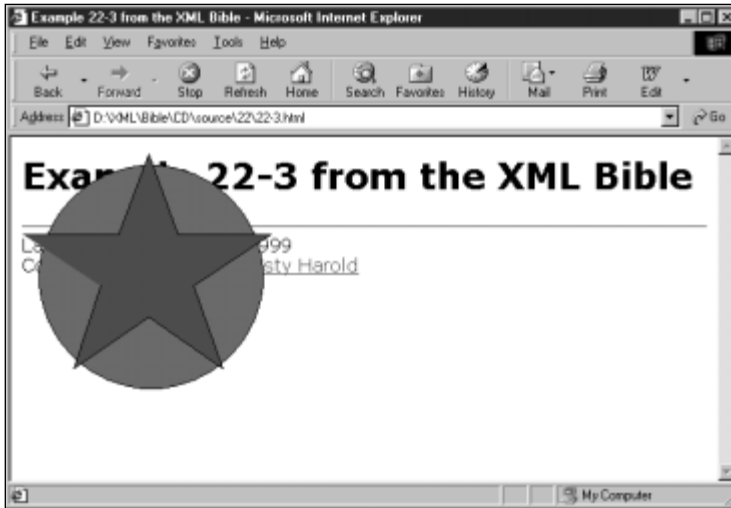 Example 22-3 from the XML Bible - Microsoft Internet Explorer
File Edit View Favorites Tools Help
Back Forward Stop Refresh Home Search Favorites History Mail Print Edit
Address D:\XML\Bible\CD\source\22\22-3.html Go
Exa 22-3 from the XML Bible
La 999
Co sty Harold
My Computer